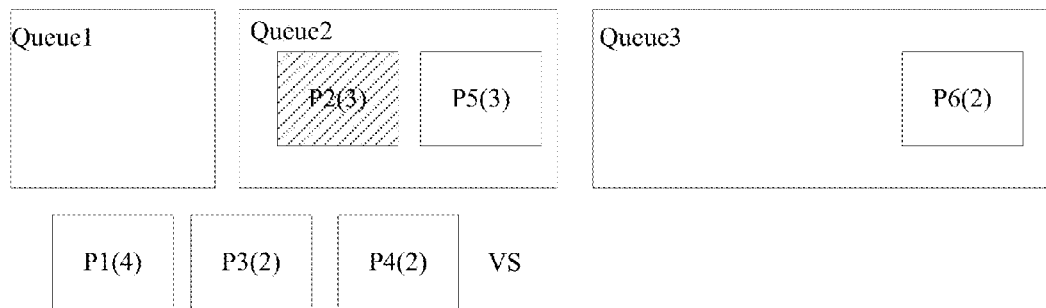 Queue1
Queue2
Queue3
P2(3)
P5(3)
P6(2)
P1(4)
P3(2)
P4(2)
VS